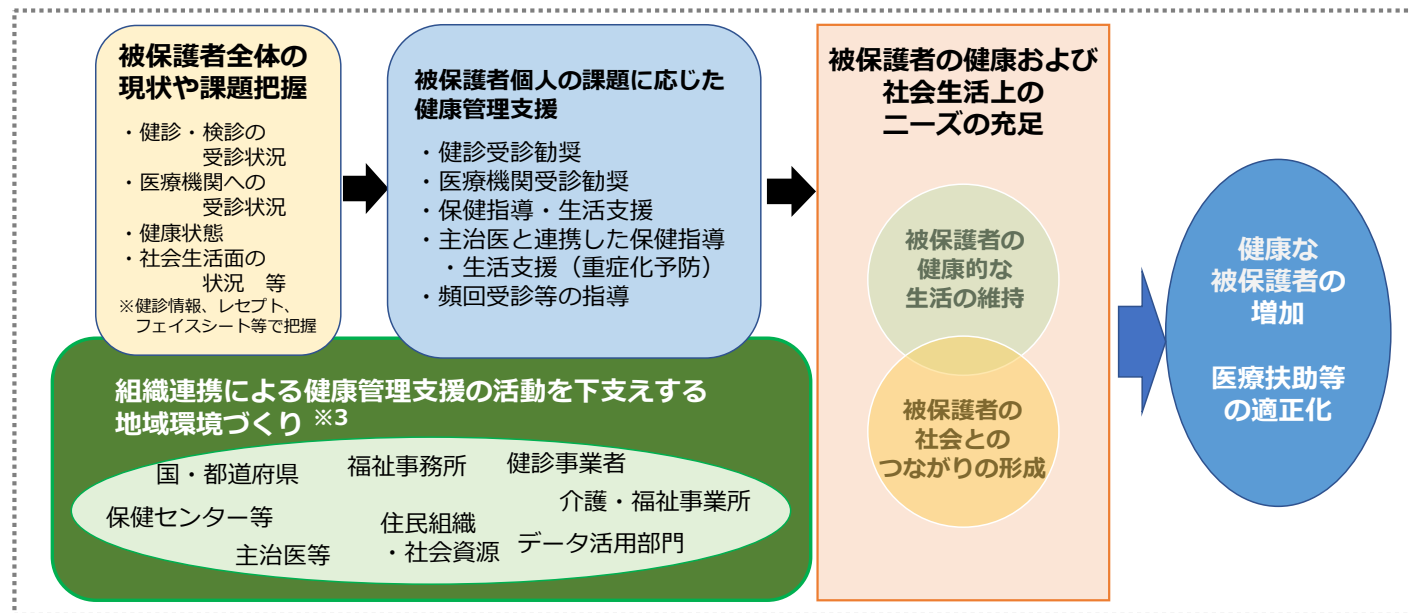 被保護者全体の
現状や課題把握
・健診・検診の
受診状況
・医療機関への
受診状況
・健康状態
・社会生活面の
状況　等
※健診情報、レセプト、
フェイスシート等で把握
被保護者個人の課題に応じた
健康管理支援
・健診受診勧奨
・医療機関受診勧奨
・保健指導・生活支援
・主治医と連携した保健指導
・生活支援（重症化予防）
・頻回受診等の指導
被保護者の健康および
社会生活上の
ニーズの充足
被保護者の
健康的な
生活の維持
被保護者の
社会との
つながりの形成
健康な
被保護者の
増加
医療扶助等
の適正化
組織連携による健康管理支援の活動を下支えする
地域環境づくり ※3
国・都道府県
福祉事務所
健診事業者
介護・福祉事業所
保健センター等
住民組織
・社会資源
データ活用部門
主治医等